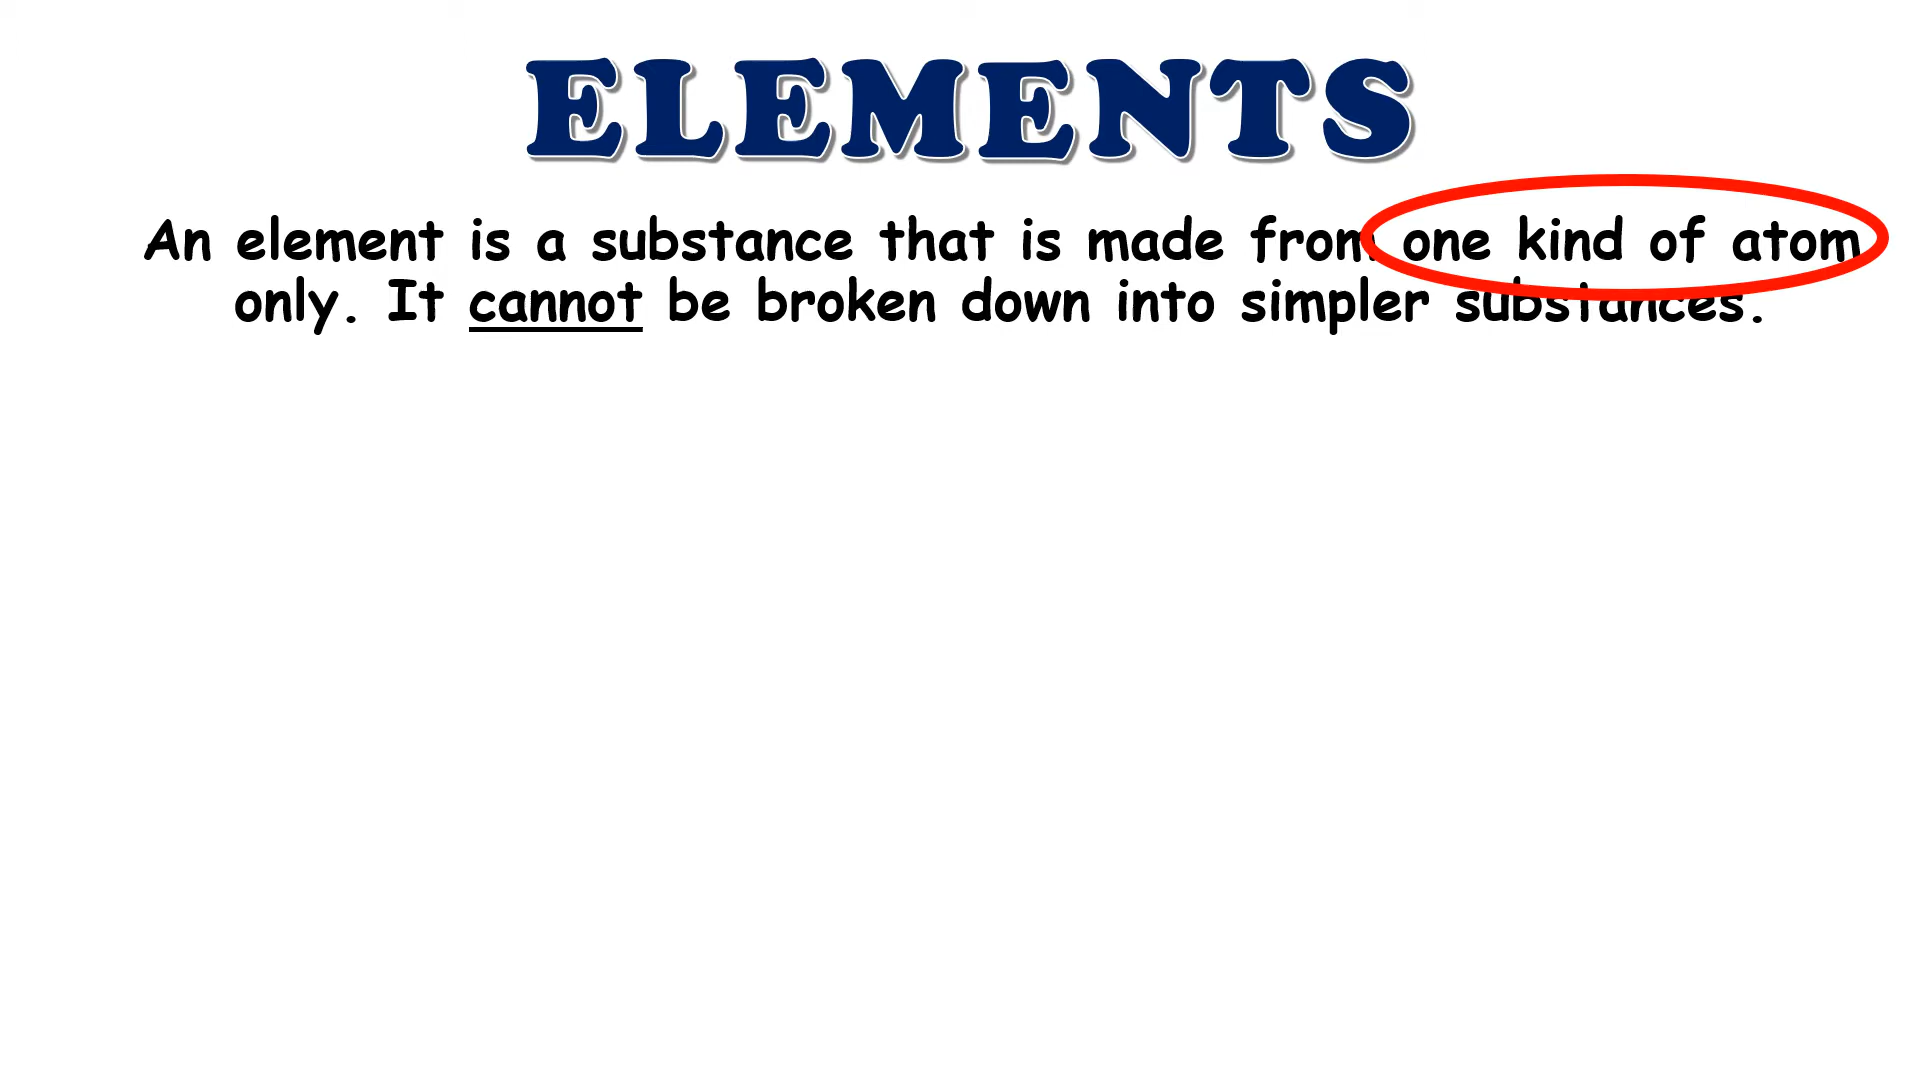 ELEMENTS
An element is a substance that is made from one kind of atom
only. It cannot be broken down into simpler substances.